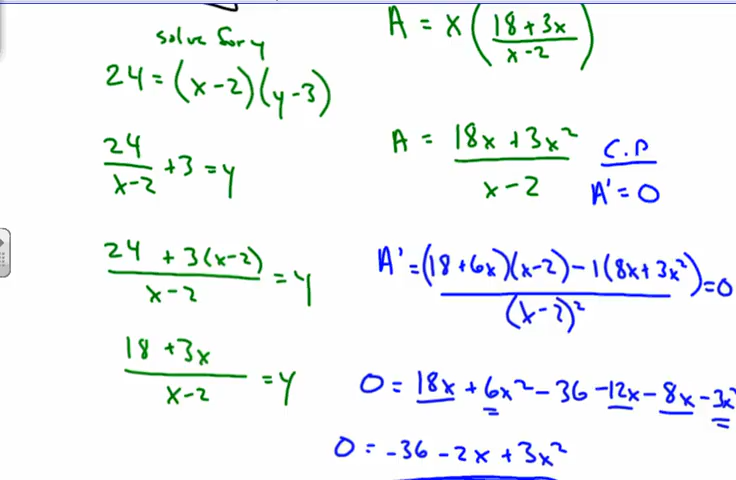 solve for y
24 = (x-2)(y-3)
24/(x-2) + 3 = y
(24 + 3(x-2))/(x-2) = y
(18 + 3x)/(x-2) = y
A = x((18 + 3x)/(x-2))
A = (18x + 3x²)/(x-2)
C.P
A' = 0
A' = ((18 + 6x)(x-2) - 1(8x + 3x²))/(x-2)² = 0
0 = 18x + 6x² - 36 - 12x - 8x - 3x²
0 = -36 - 2x + 3x²